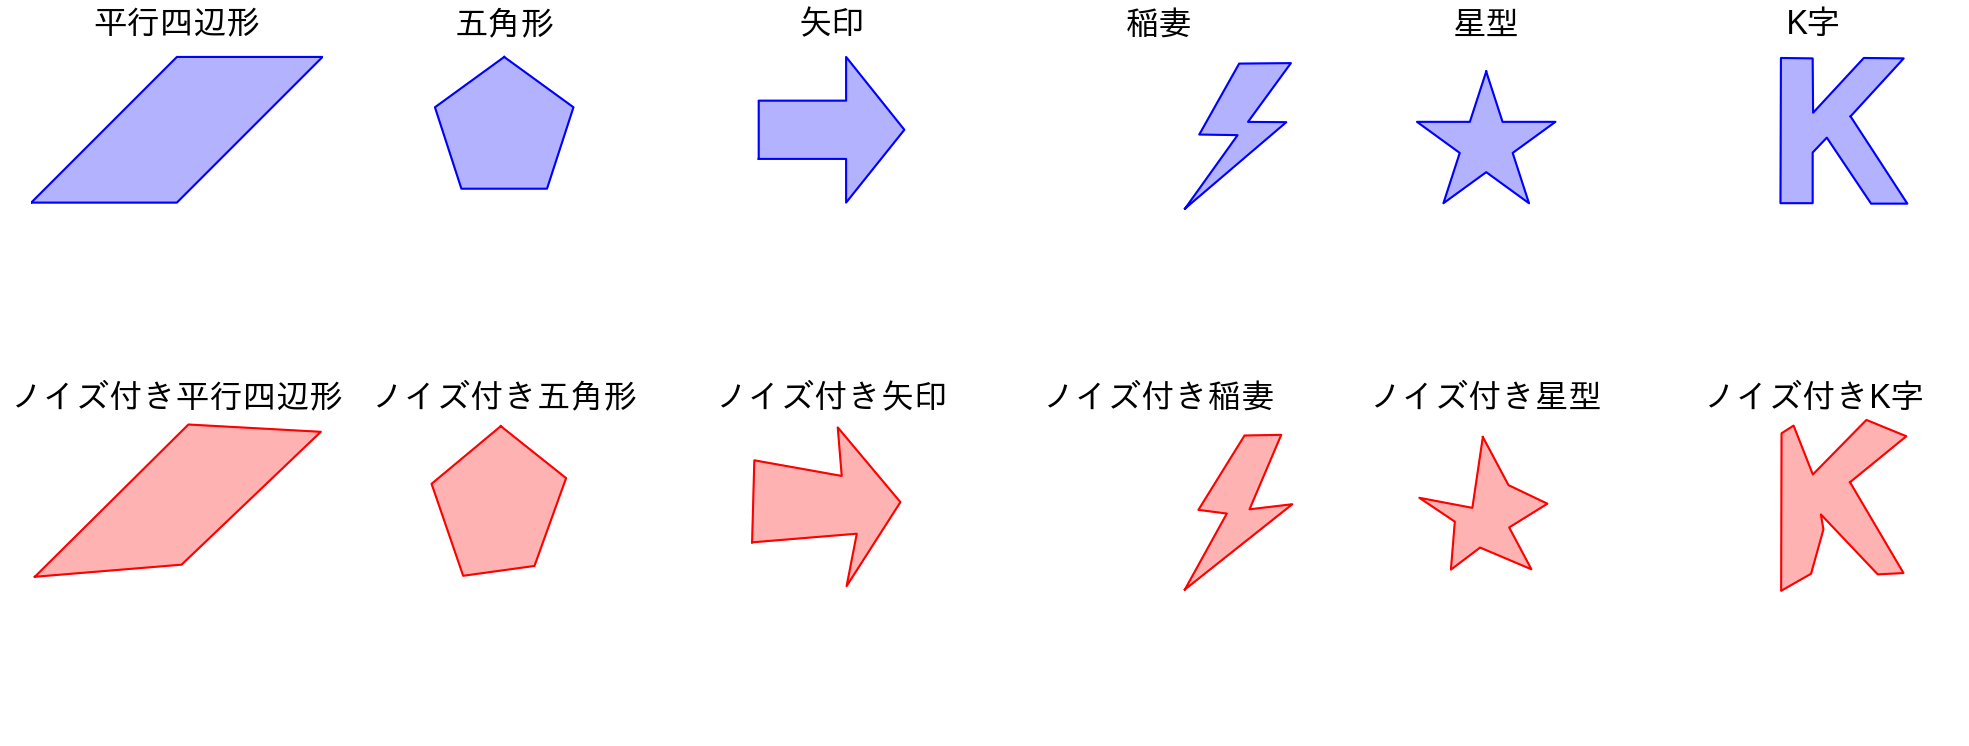 平行四辺形
五角形
矢印
稲妻
星型
K字
ノイズ付き平行四辺形
ノイズ付き五角形
ノイズ付き矢印
ノイズ付き稲妻
ノイズ付き星型
ノイズ付きK字